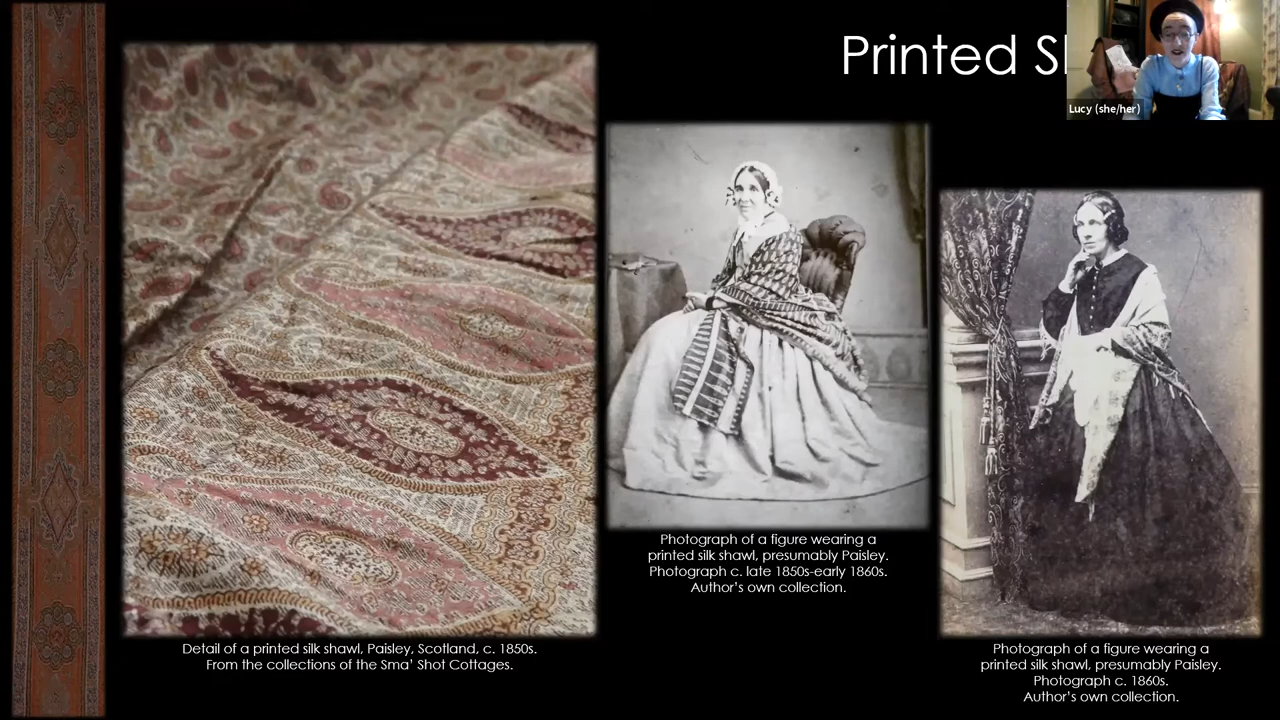 Printed
Lucy (she/her)
Photograph of a figure wearing a
printed silk shawl, presumably Paisley.
Photograph c. late 1850s-early 1860s.
Author's own collection.
Detail of a printed silk shawl, Paisley, Scotland, c. 1850s.
From the collections of the Sma' Shot Cottages.
Photograph of a figure wearing a
printed silk shawl, presumably Paisley.
Photograph c. 1860s.
Author's own collection.